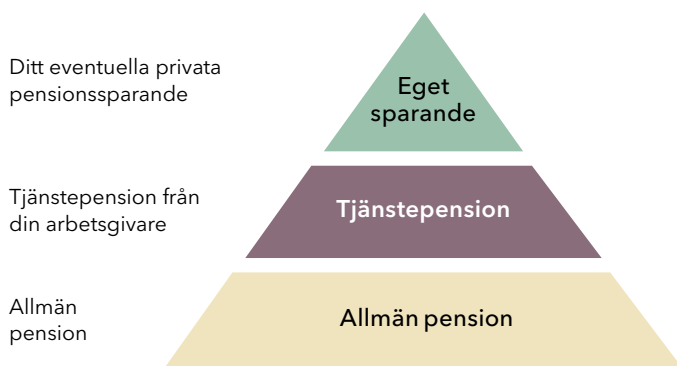 Ditt eventuella privata
pensionssparande
Eget
sparande
Tjänstepension från
din arbetsgivare
Tjänstepension
Allmän
pension
Allmän pension